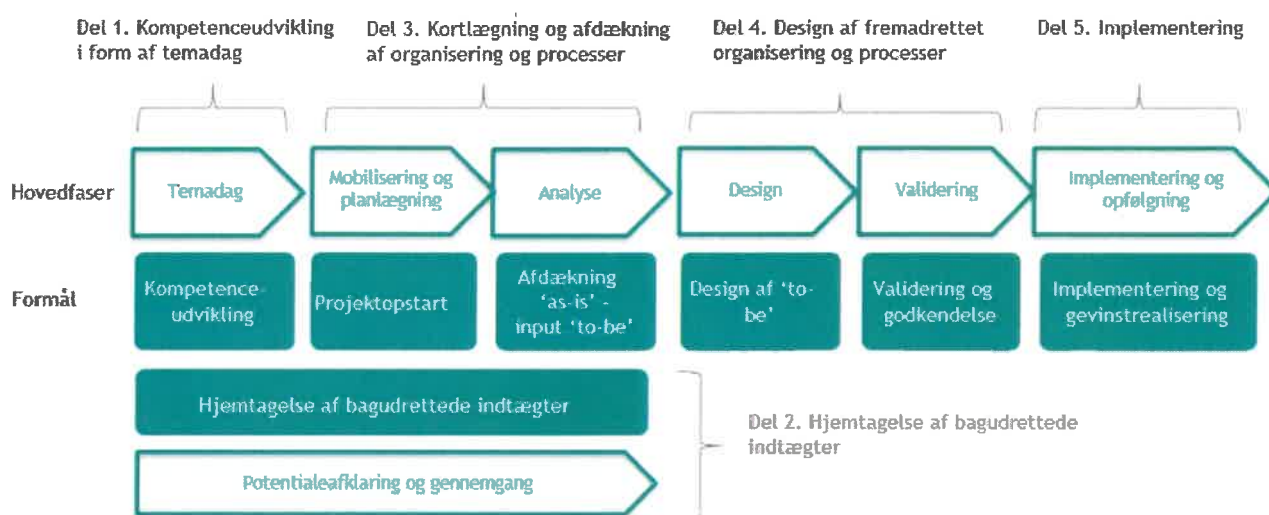 Del 1. Kompetenceudvikling
i form af temadag
Del 3. Kortlægning og afdækning
af organisering og processer
Del 4. Design af fremadrettet
organisering og processer
Del 5. Implementering
Hovedfaser
Temadag
Mobilisering og
planlægning
Analyse
Design
Validering
Implementering og
opfølgning
Formål
Kompetence-
udvikling
Projektopstart
Afdækning
'as-is' -
input 'to-be'
Design af 'to-
be'
Validering og
godkendelse
Implementering og
gevinstrealisering
Hjemtagelse af bagudrettede indtægter
Del 2. Hjemtagelse af bagudrettede
indtægter
Potentialeafklaring og gennemgang